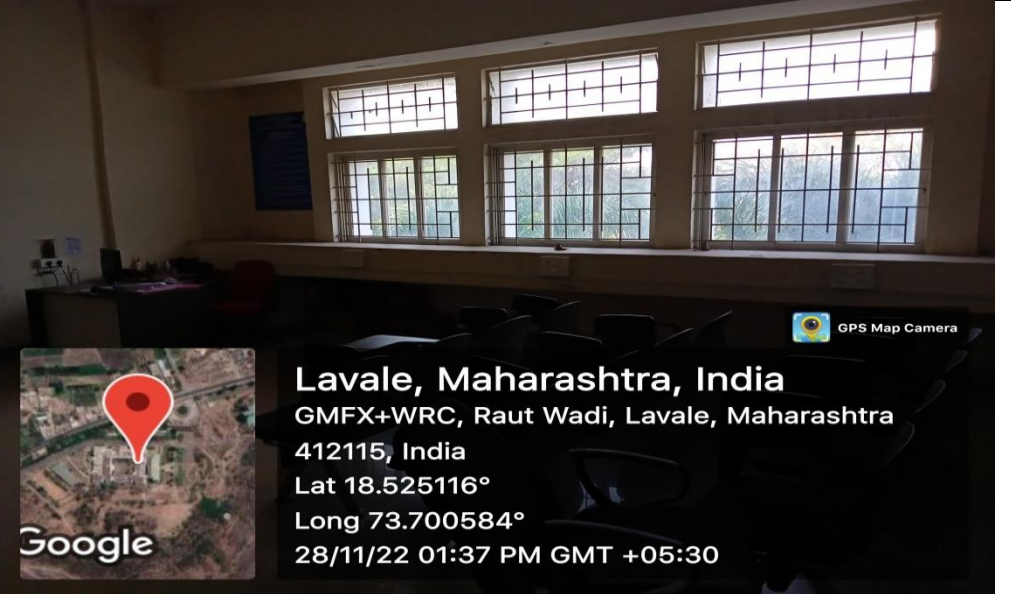 GPS Map Camera
Lavale, Maharashtra, India
GMFX+WRC, Raut Wadi, Lavale, Maharashtra
412115, India
Lat 18.525116°
Long 73.700584°
28/11/22 01:37 PM GMT +05:30
Google